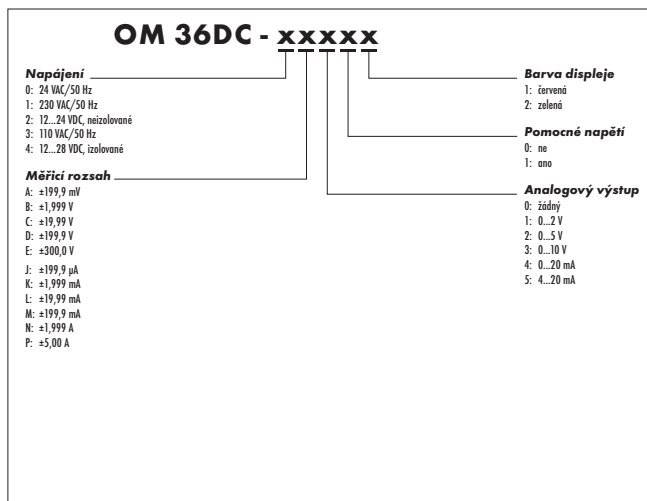 OM 36DC - x x x x x
Napájení
0: 24 VAC/50 Hz
1: 230 VAC/50 Hz
2: 12...24 VDC, neizolované
3: 110 VAC/50 Hz
4: 12...28 VDC, izolované
Měřicí rozsah
A: ±199,9 mV
B: ±1,999 V
C: ±19,99 V
D: ±199,9 V
E: ±300,0 V
J: ±199,9 µA
K: ±1,999 mA
L: ±19,99 mA
M: ±199,9 mA
N: ±1,999 A
P: ±5,00 A
Barva displeje
1: červená
2: zelená
Pomocné napětí
0: ne
1: ano
Analogový výstup
0: žádný
1: 0...2 V
2: 0...5 V
3: 0...10 V
4: 0...20 mA
5: 4...20 mA